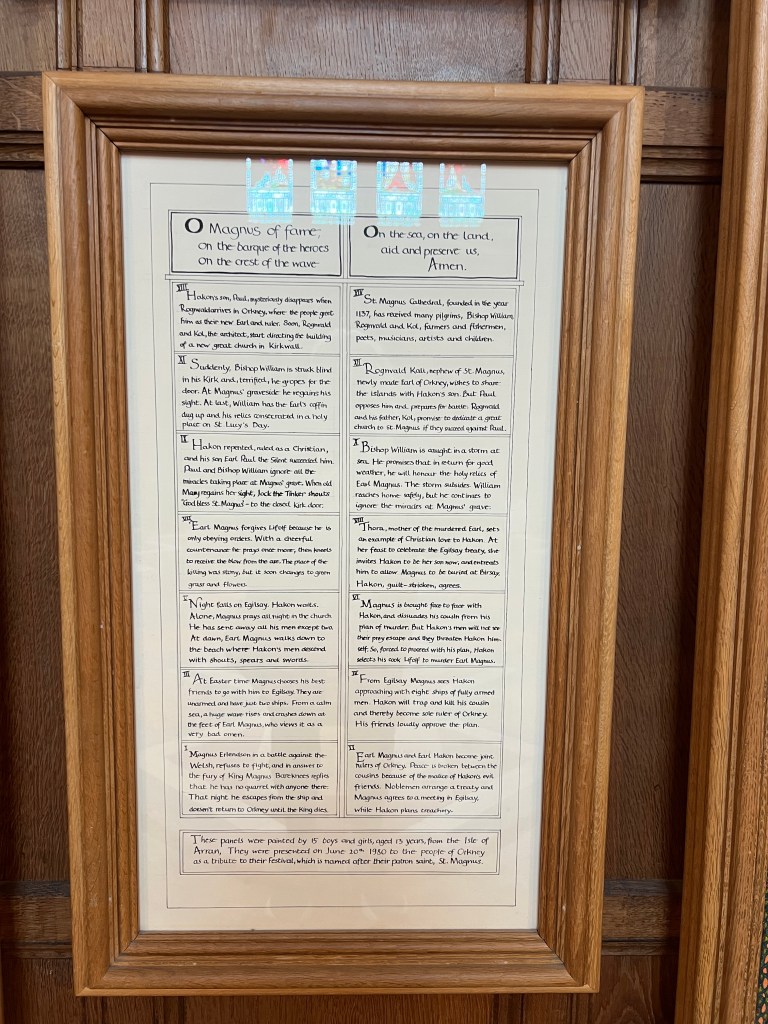 O Magnus of fame,
on the barque of the heroes
on the crest of the wave
On the sea, on the land,
aid and preserve us,
Amen.
XIII
Hakon's son, Paul, mysteriously disappears when
Rognvald arrives in Orkney, where the people greet
him as their new Earl and ruler. Soon, Rognvald
and Kol, the architect, start directing the building
of a new great church in Kirkwall.
XIV
St. Magnus Cathedral, founded in the year
1137, has received many pilgrims, Bishop William,
Rognvald and Kol, farmers and fishermen,
poets, musicians, artists and children.
XI
Suddenly, Bishop William is struck blind
in his Kirk and, terrified, he gropes for the
door. At Magnus' graveside he regains his
sight. At last, William has the Earl's coffin
dug up and his relics consecrated in a holy
place on St Lucy's Day.
XII
Rognvald Kali, nephew of St. Magnus,
newly made Earl of Orkney, wishes to share
the islands with Hakon's son. But Paul
opposes him and prepares for battle. Rognvald
and his father, Kol, promise to dedicate a great
church to St Magnus if they succeed against Paul.
IX
Hakon repented, ruled as a Christian,
and his son Earl Paul the Silent succeeded him.
Paul and Bishop William ignore all the
miracles taking place at Magnus' grave. When old
Mary regains her sight, Jock the Tinker shouts
"God bless St. Magnus" – to the closed kirk door.
X
Bishop William is caught in a storm at
sea. He promises that in return for good
weather, he will honour the holy relics of
Earl Magnus. The storm subsides. William
reaches home safely, but he continues to
ignore the miracles at Magnus' grave.
VII
Earl Magnus forgives Lifolf because he is
only obeying orders. With a cheerful
countenance he prays once more, then kneels
to receive the blow from the axe. The place of the
killing was stony, but it soon changes to green
grass and flowers.
VIII
Thora, mother of the murdered Earl, sets
an example of Christian love to Hakon. At
her feast to celebrate the Egilsay treaty, she
invites Hakon to be her son now, and entreats
him to allow Magnus to be buried at Birsay.
Hakon, guilt-stricken, agrees.
V
Night falls on Egilsay. Hakon waits.
Alone, Magnus prays all night in the church
He has sent away all his men except two.
At dawn, Earl Magnus walks down to
the beach where Hakon's men descend
with shouts, spears and swords.
VI
Magnus is brought face to face with
Hakon, and dissuades his cousin from his
plan of murder. But Hakon's men will not see
their prey escape and they threaten Hakon him
self. So, forced to proceed with his plan, Hakon
selects his cook Lifolf to murder Earl Magnus.
III
At Easter time Magnus chooses his best
friends to go with him to Egilsay. They are
unarmed and have just two ships. From a calm
sea, a huge wave rises and crashes down at
the feet of Earl Magnus, who views it as a
very bad omen.
IV
From Egilsay Magnus sees Hakon
approaching with eight ships of fully armed
men. Hakon will trap and kill his cousin
and thereby become sole ruler of Orkney.
His friends loudly approve the plan.
I
Magnus Erlendson in a battle against the
Welsh, refuses to fight, and in answer to
the fury of King Magnus Bareknees replies
that he has no quarrel with anyone there.
That night he escapes from the ship and
doesn't return to Orkney until the King dies.
II
Earl Magnus and Earl Hakon become joint
rulers of Orkney. Peace is broken between the
cousins because of the malice of Hakon's evil
friends. Noblemen arrange a treaty and
Magnus agrees to a meeting in Egilsay,
while Hakon plans treachery.
These panels were painted by 15 boys and girls, aged 13 years, from the Isle of
Arran, They were presented on June 20th 1980 to the people of Orkney
as a tribute to their festival, which is named after their patron saint, St. Magnus.